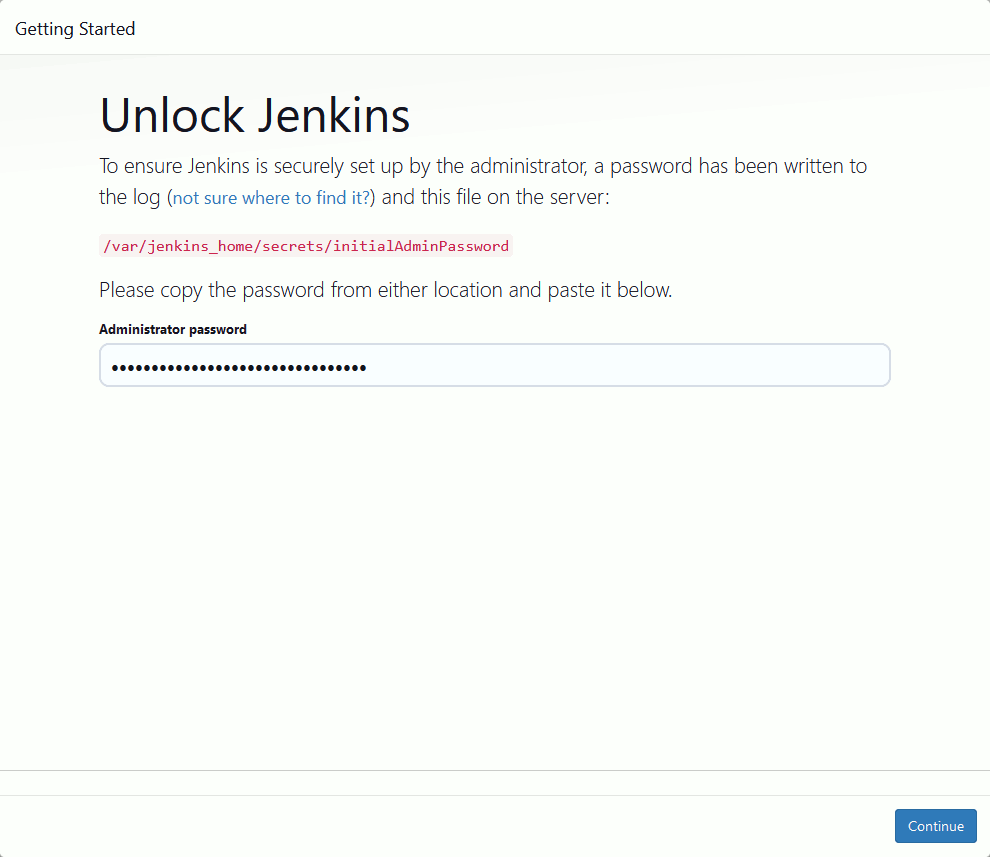 Getting Started
Unlock Jenkins
To ensure Jenkins is securely set up by the administrator, a password has been written to
the log (not sure where to find it?) and this file on the server:
/var/jenkins_home/secrets/initialAdminPassword
Please copy the password from either location and paste it below.
Administrator password
••••••••••••••••••••••••••••••••
Continue